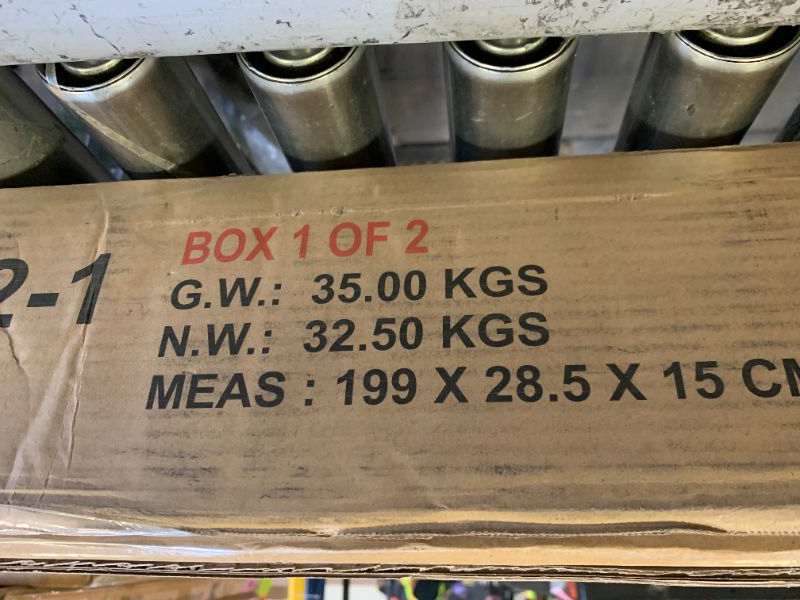 BOX 1 OF 2
2-1
G.W.: 35.00 KGS
N.W.: 32.50 KGS
MEAS : 199 X 28.5 X 15 CM